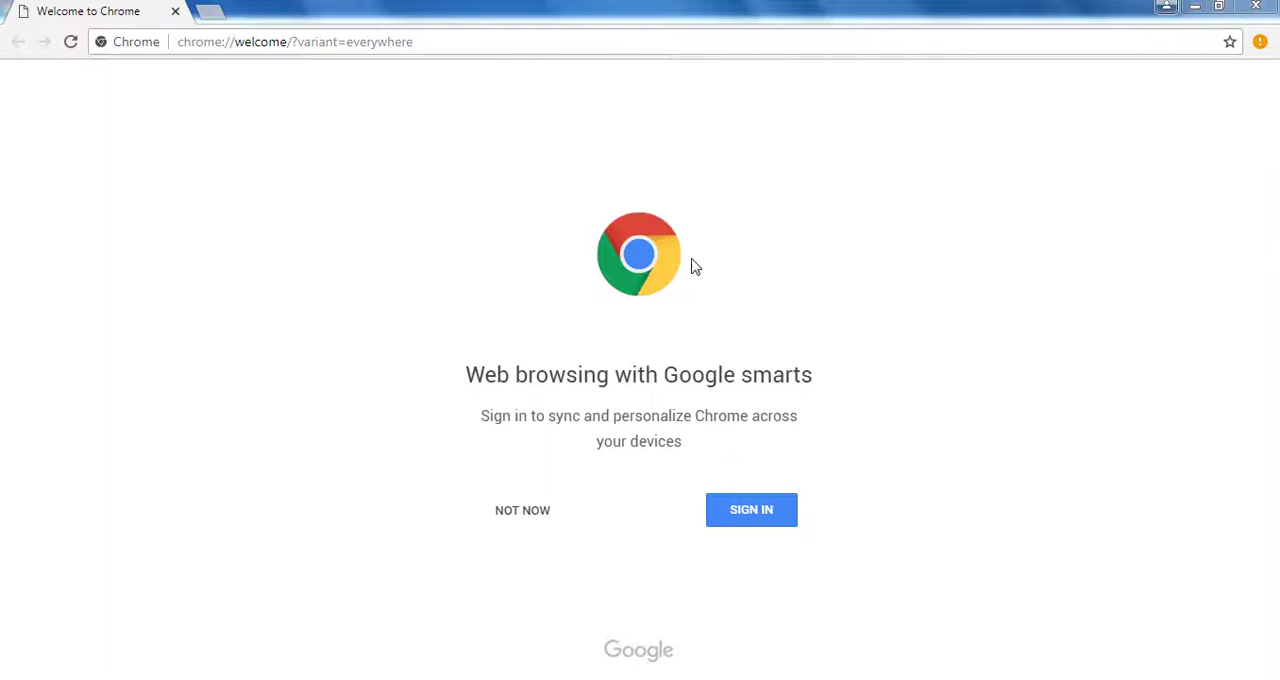 Welcome to Chrome
Chrome chrome://welcome/?variant=everywhere
Web browsing with Google smarts
Sign in to sync and personalize Chrome across
your devices
NOT NOW SIGN IN
Google